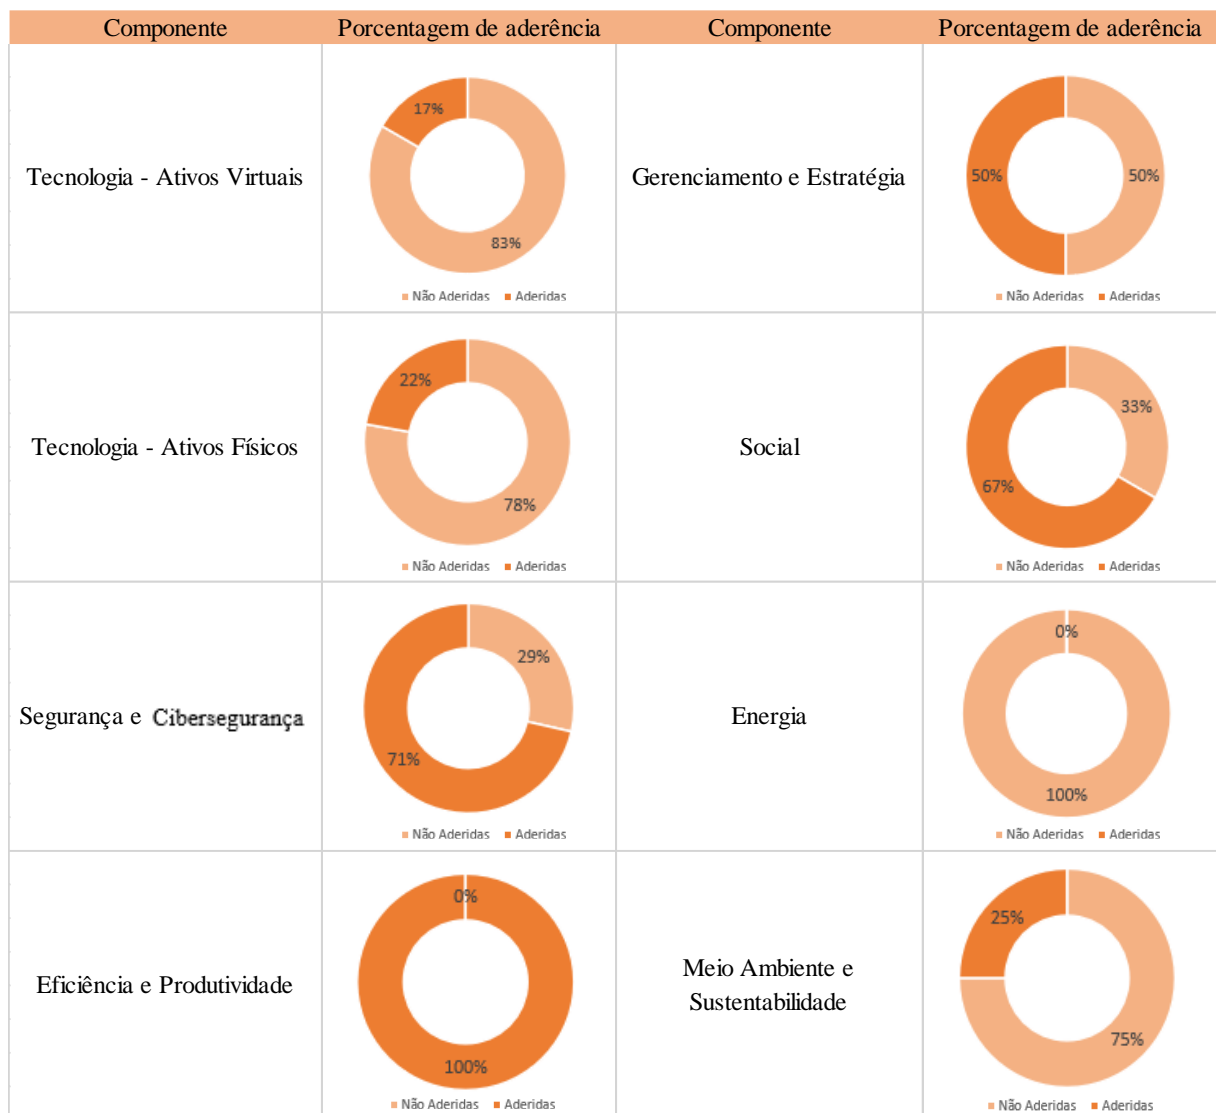 Componente
Porcentagem de aderência
Componente
Porcentagem de aderência
Tecnologia - Ativos Virtuais
17%
83%
Não Aderidas Aderidas
Gerenciamento e Estratégia
50%
50%
Não Aderidas Aderidas
Tecnologia - Ativos Físicos
22%
78%
Não Aderidas Aderidas
Social
33%
67%
Não Aderidas Aderidas
Segurança e Cibersegurança
29%
71%
Não Aderidas Aderidas
Energia
0%
100%
Não Aderidas Aderidas
Eficiência e Produtividade
0%
100%
Não Aderidas Aderidas
Meio Ambiente e
Sustentabilidade
25%
75%
Não Aderidas Aderidas